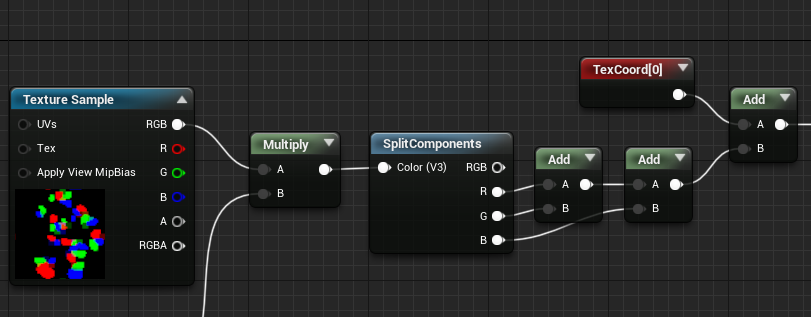 TexCoord[0]
Texture Sample
Add
UVs RGB
A
Tex R
B
Apply View MipBias G
B
A
RGBA
Multiply
A
B
SplitComponents
Color (V3) RGB
R
G
B
Add
A
B
Add
A
B